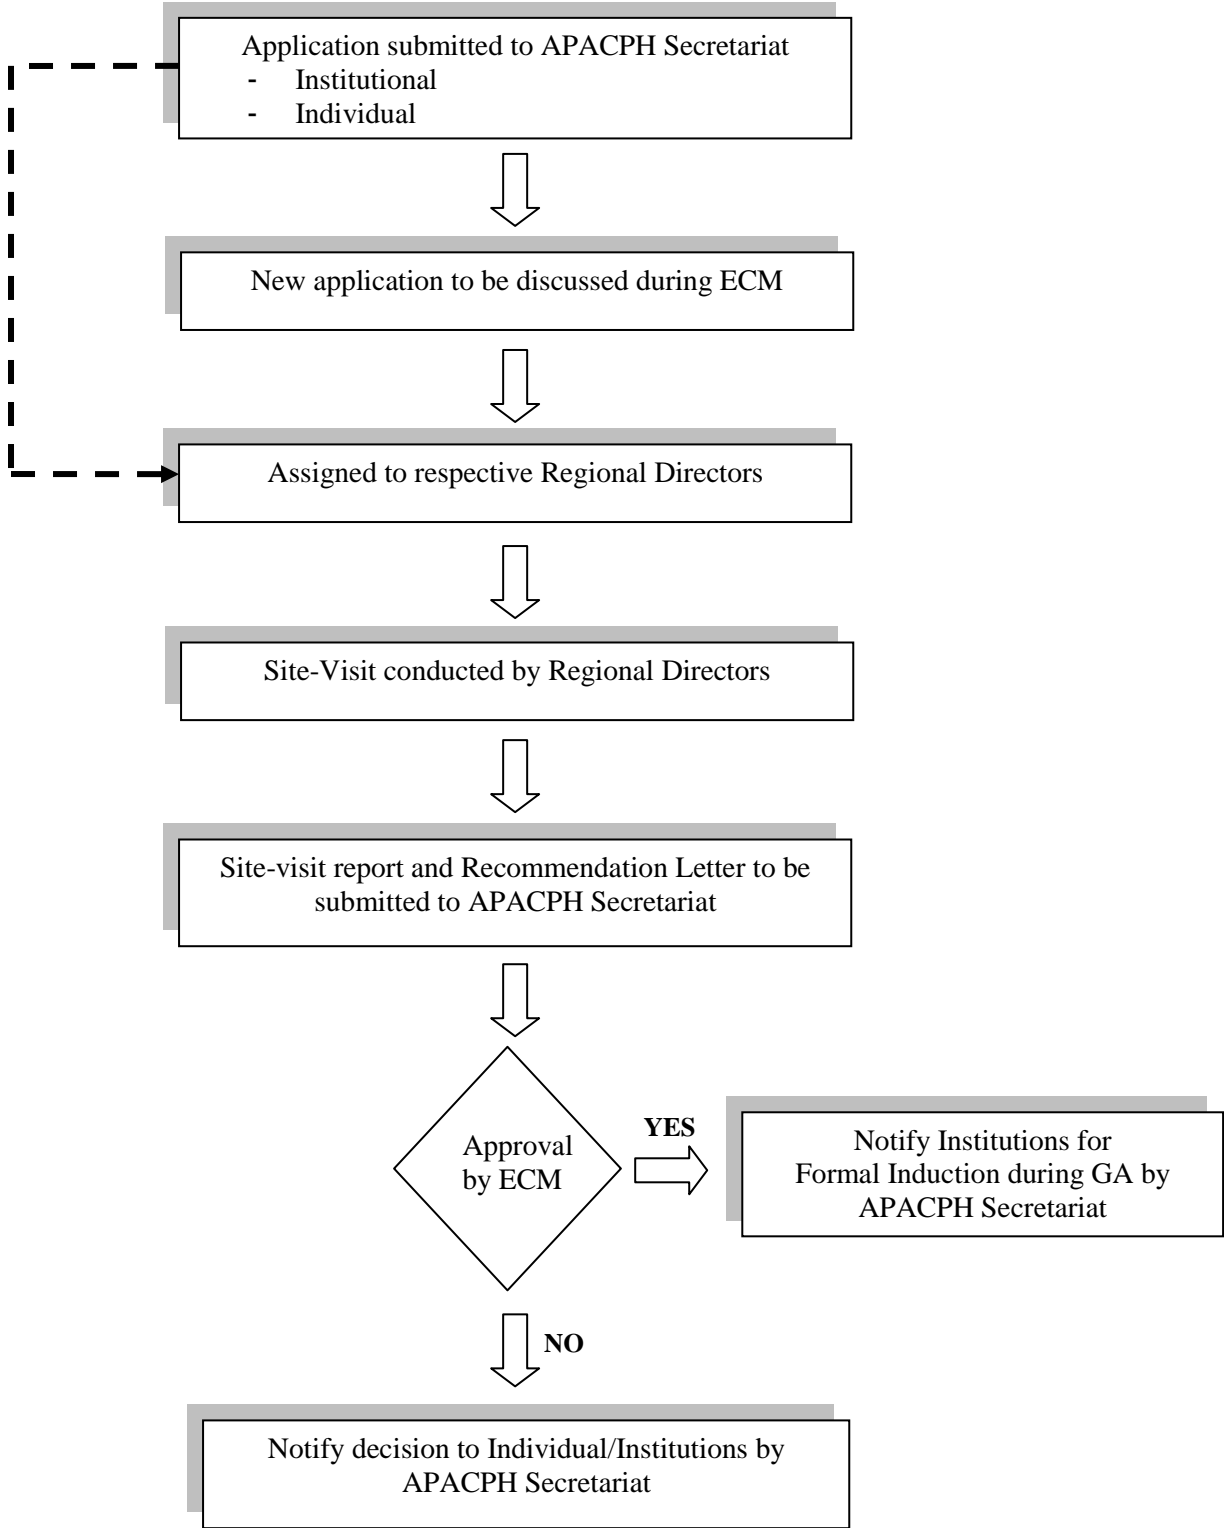 Application submitted to APACPH Secretariat
- Institutional
- Individual
New application to be discussed during ECM
Assigned to respective Regional Directors
Site-Visit conducted by Regional Directors
Site-visit report and Recommendation Letter to be
submitted to APACPH Secretariat
Approval
by ECM
YES
Notify Institutions for
Formal Induction during GA by
APACPH Secretariat
NO
Notify decision to Individual/Institutions by
APACPH Secretariat